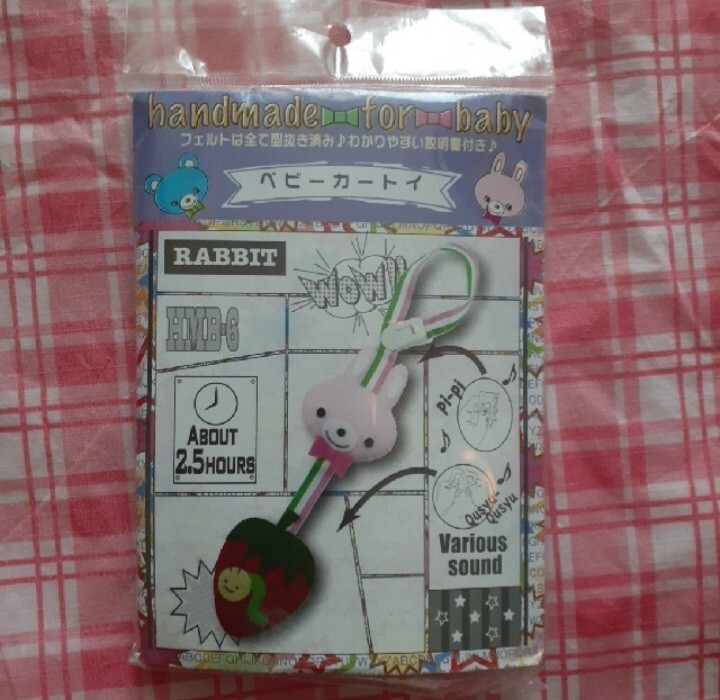 handmade for baby
フェルトは全て型抜き済み♪わかりやすい説明書付き♪
ベビーカートイ
RABBIT
WOW!!
HMB-6
ABOUT
2.5HOURS
Pi-pi
Qusyu-
Qusyu
Various
sound
ABCDEFGHIJKLMNOPQRSTUVWXYZABCDEFGHIJKLMNO